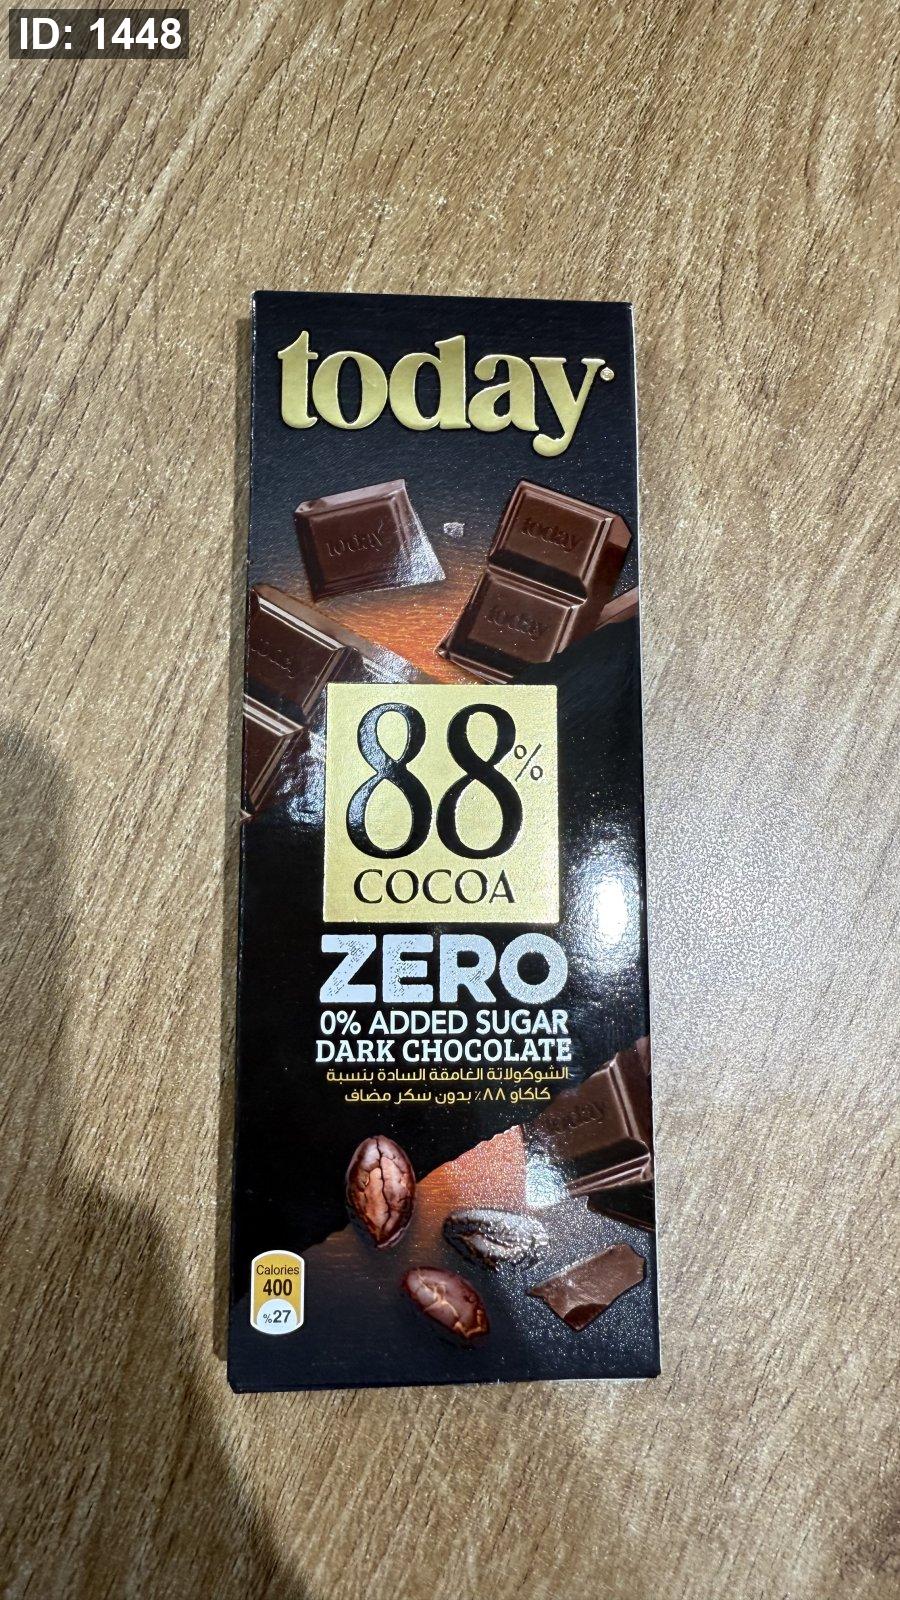 ID: 1448
today
today
today
today
88%
COCOA
ZERO
0% ADDED SUGAR
DARK CHOCOLATE
الشوكولاتة الغامقة السادة بنسبة
كاكاو ٨٨٪ بدون سكر مضاف
today
Calories
400
%27